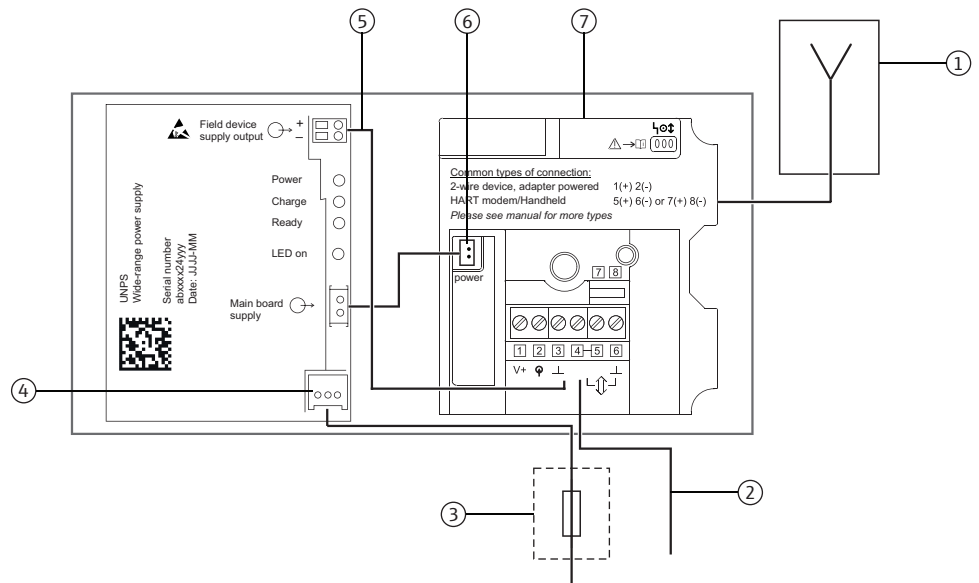 5
6
7
1
Field device
supply output
+
–
000
Common types of connection:
2-wire device, adapter powered 1(+) 2(-)
HART modem/Handheld 5(+) 6(-) or 7(+) 8(-)
Please see manual for more types
Power
Charge
Ready
LED on
UNPS
Wide-range power supply
Serial number
abxxxx24yyy
Date: JJJJ-MM
Main board
supply
power
7 8
1 2 3 4 5 6
V+
4
3
2